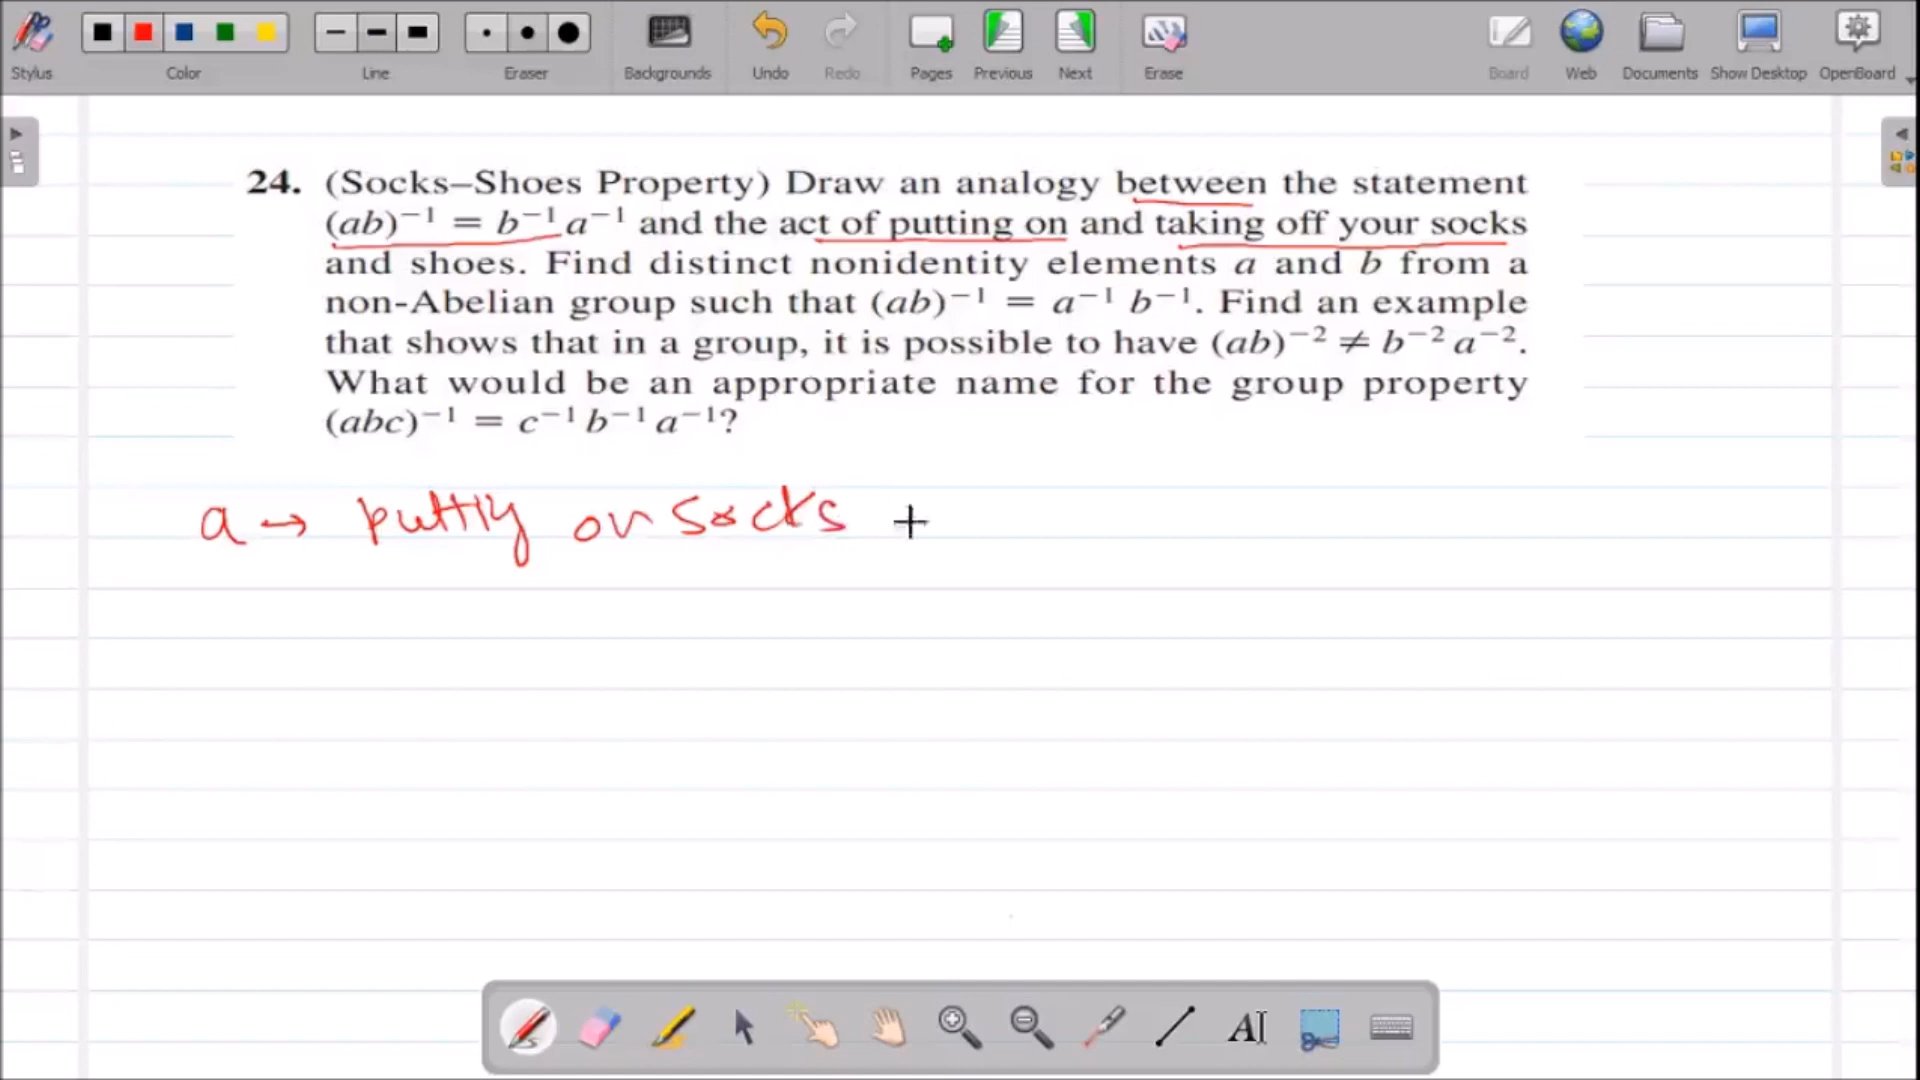 Stylus
Color
Line
Eraser
Backgrounds
Undo
Redo
Pages
Previous
Next
Erase
Board
Web
Documents
Show Desktop
OpenBoard
24. (Socks–Shoes Property) Draw an analogy between the statement
(ab)⁻¹ = b⁻¹a⁻¹ and the act of putting on and taking off your socks
and shoes. Find distinct nonidentity elements a and b from a
non-Abelian group such that (ab)⁻¹ = a⁻¹ b⁻¹. Find an example
that shows that in a group, it is possible to have (ab)⁻² ≠ b⁻² a⁻².
What would be an appropriate name for the group property
(abc)⁻¹ = c⁻¹ b⁻¹ a⁻¹?
a → putting on socks